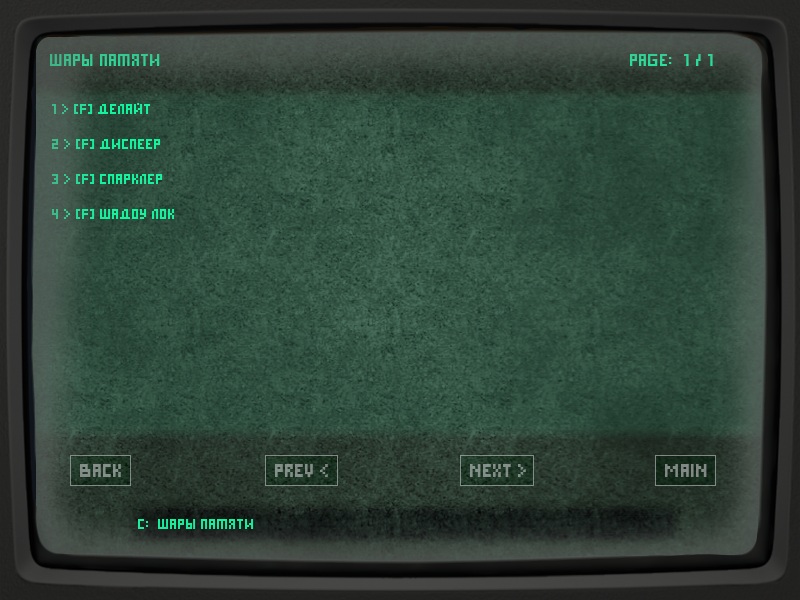 ШАРЫ ПАМЯТИ
PAGE: 1 / 1
1 > [F] ДЕЛАЙТ
2 > [F] ДИСПЕЕР
3 > [F] СПАРКЛЕР
4 > [F] ШАДОУ ЛОК
BACK
PREV <
NEXT >
MAIN
C: ШАРЫ ПАМЯТИ